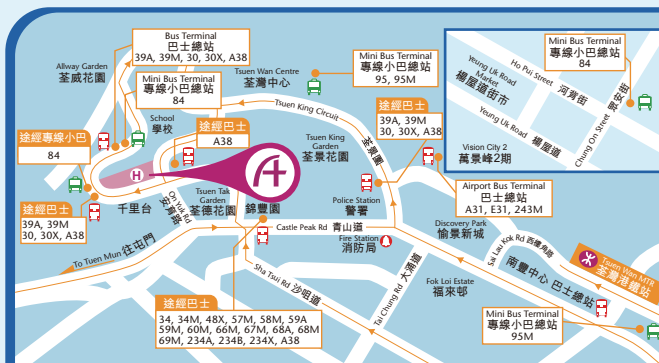 Bus Terminal
巴士總站
39A, 39M, 30, 30X, A38
Allway Garden
荃威花園
Mini Bus Terminal
專線小巴總站
84
School
學校
途經專線小巴
84
途經巴士
A38
H
千里台
On Yuk Rd
安育路
39A, 39M
30, 30X, A38
Tsuen Tak
Garden
荃德花園
錦豐園
Tsuen Wan Centre
荃灣中心
Mini Bus Terminal
專線小巴總站
95, 95M
Tsuen King Circuit
荃景圍
Tsuen King
Garden
荃景花園
途經巴士
39A, 39M
30, 30X, A38
Police Station
警署
Castle Peak Rd 青山道
Fire Station
消防局
To Tuen Mun 往屯門
Sha Tsui Rd 沙咀道
途經巴士
34, 34M, 48X, 57M, 58M, 59A
59M, 60M, 66M, 67M, 68A, 68M
69M, 234A, 234B, 234X, A38
Airport Bus Terminal
巴士總站
A31, E31, 243M
Discovery Park
愉景新城
Tai Chung Rd 大涌道
Fok Loi Estate
福來邨
Sai Lau Kok Rd 西樓角路
南豐中心 巴士總站
Tsuen Wan MTR
荃灣港鐵站
Mini Bus Terminal
專線小巴總站
95M
Mini Bus Terminal
專線小巴總站
84
Yeung Uk Road
Market
楊屋道街市
Ho Pui Street 河背街
Yeung Uk Road 楊屋道
Chung On Street 眾安街
Vision City 2
萬景峰2期